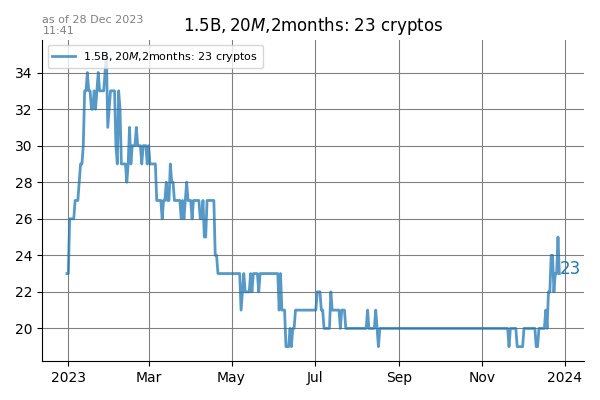 as of 28 Dec 2023
11:41
1.5B, 20M,2months: 23 cryptos
1.5B, 20M,2months: 23 cryptos
34
32
30
28
26
24
22
20
23
2023 Mar May Jul Sep Nov 2024